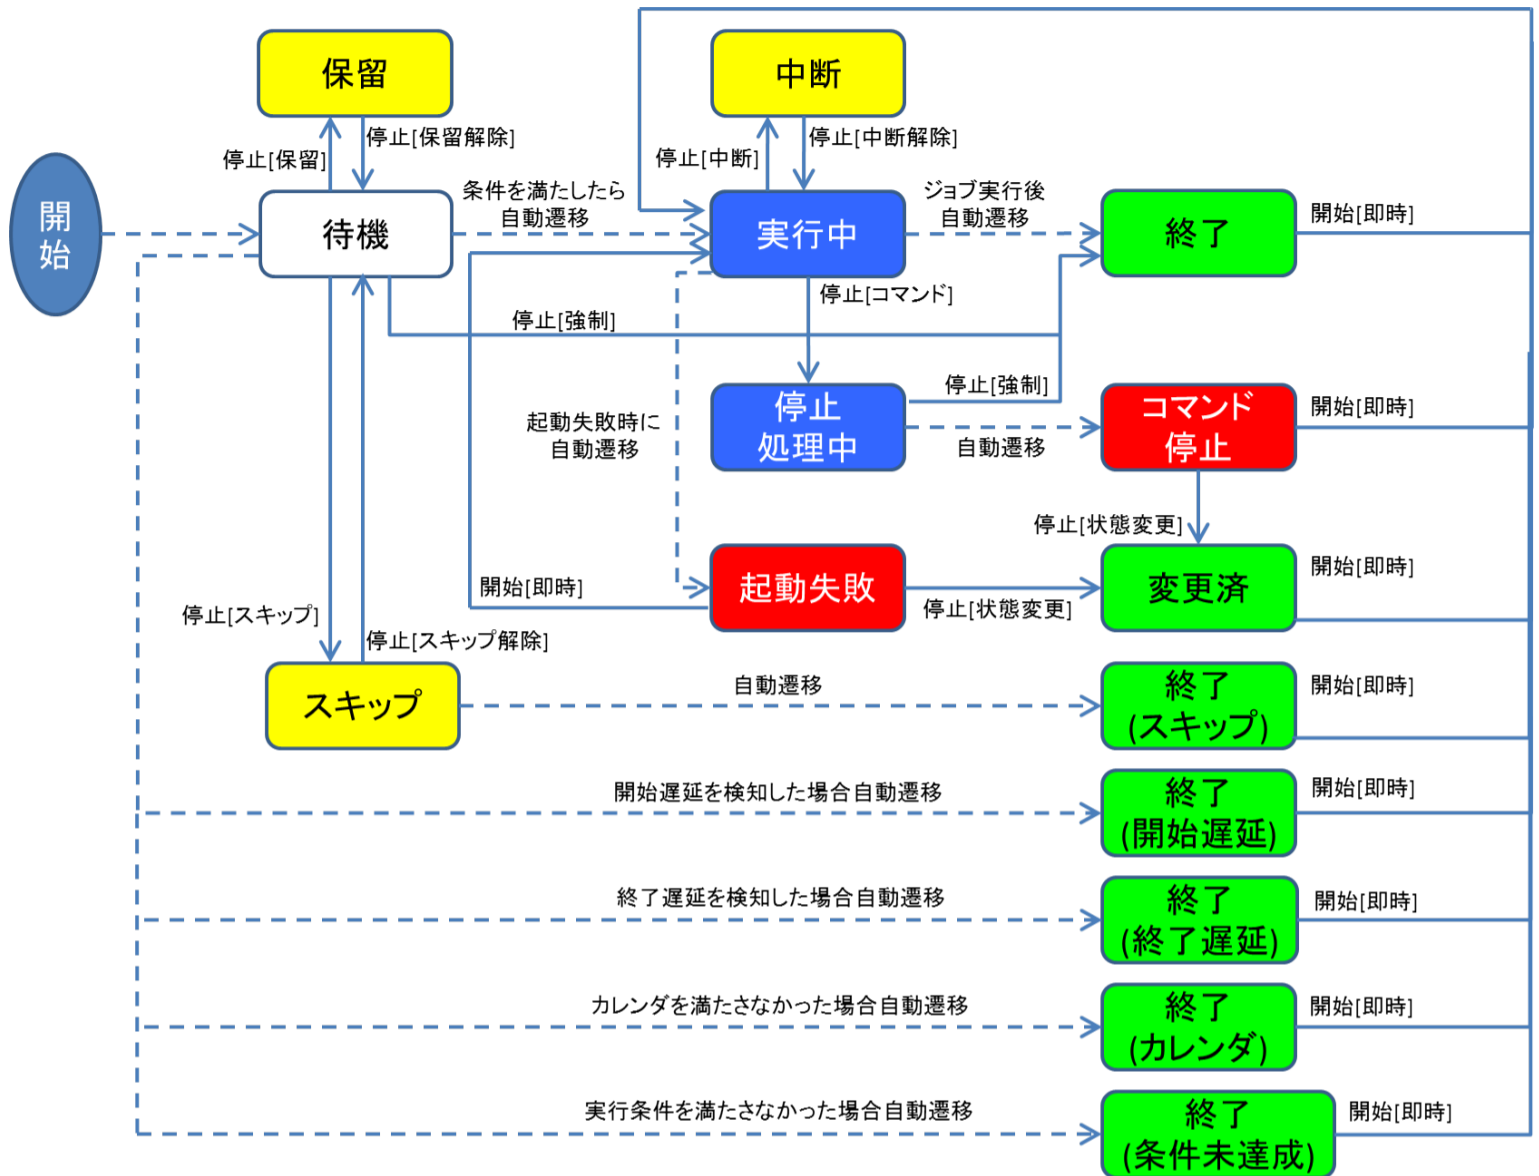 保留
中断
停止[保留解除]
停止[中断解除]
停止[保留]
停止[中断]
開
始
待機
条件を満たしたら
自動遷移
実行中
ジョブ実行後
自動遷移
終了
開始[即時]
停止[コマンド]
停止[強制]
起動失敗時に
自動遷移
停止
処理中
停止[強制]
自動遷移
コマンド
停止
開始[即時]
停止[状態変更]
開始[即時]
起動失敗
停止[状態変更]
変更済
開始[即時]
停止[スキップ]
停止[スキップ解除]
スキップ
自動遷移
終了
(スキップ)
開始[即時]
開始遅延を検知した場合自動遷移
終了
(開始遅延)
開始[即時]
終了遅延を検知した場合自動遷移
終了
(終了遅延)
開始[即時]
カレンダを満たさなかった場合自動遷移
終了
(カレンダ)
開始[即時]
実行条件を満たさなかった場合自動遷移
終了
(条件未達成)
開始[即時]